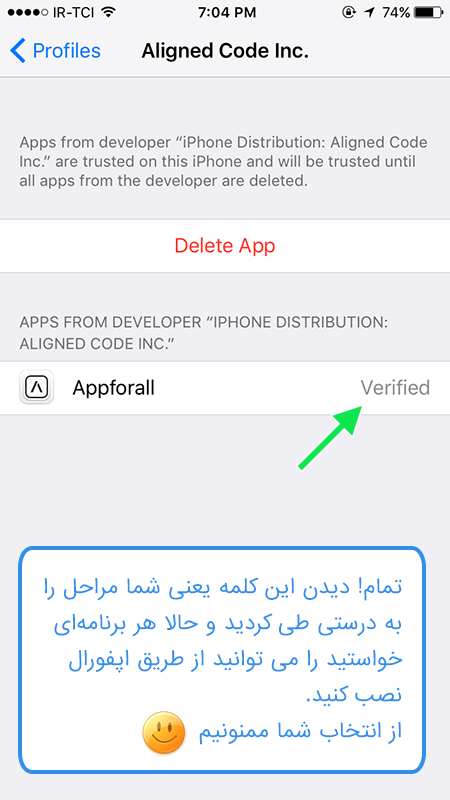 IR-TCI 7:04 PM 74%
Profiles Aligned Code Inc.
Apps from developer “iPhone Distribution: Aligned Code
Inc.” are trusted on this iPhone and will be trusted until
all apps from the developer are deleted.
Delete App
APPS FROM DEVELOPER “IPHONE DISTRIBUTION:
ALIGNED CODE INC.”
Appforall Verified
تمام! دیدن این کلمه یعنی شما مراحل را
به درستی طی کردید و حالا هر برنامه‌ای
خواستید را می توانید از طریق اپفورال
نصب کنید.
از انتخاب شما ممنونیم